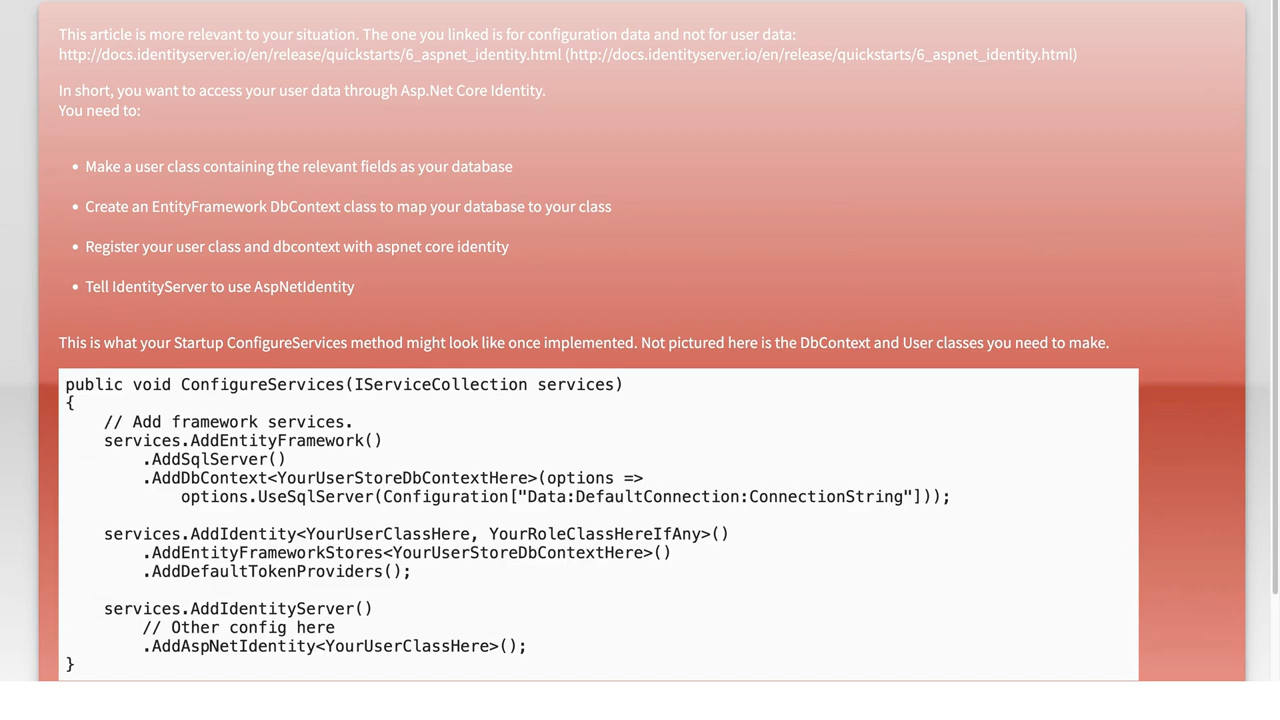 This article is more relevant to your situation. The one you linked is for configuration data and not for user data:
http://docs.identityserver.io/en/release/quickstarts/6_aspnet_identity.html (http://docs.identityserver.io/en/release/quickstarts/6_aspnet_identity.html)
In short, you want to access your user data through Asp.Net Core Identity.
You need to:
• Make a user class containing the relevant fields as your database
• Create an EntityFramework DbContext class to map your database to your class
• Register your user class and dbcontext with aspnet core identity
• Tell IdentityServer to use AspNetIdentity
This is what your Startup ConfigureServices method might look like once implemented. Not pictured here is the DbContext and User classes you need to make.
public void ConfigureServices(IServiceCollection services)
{
    // Add framework services.
    services.AddEntityFramework()
        .AddSqlServer()
        .AddDbContext<YourUserStoreDbContextHere>(options =>
            options.UseSqlServer(Configuration["Data:DefaultConnection:ConnectionString"]));
    services.AddIdentity<YourUserClassHere, YourRoleClassHereIfAny>()
        .AddEntityFrameworkStores<YourUserStoreDbContextHere>()
        .AddDefaultTokenProviders();
    services.AddIdentityServer()
        // Other config here
        .AddAspNetIdentity<YourUserClassHere>();
}